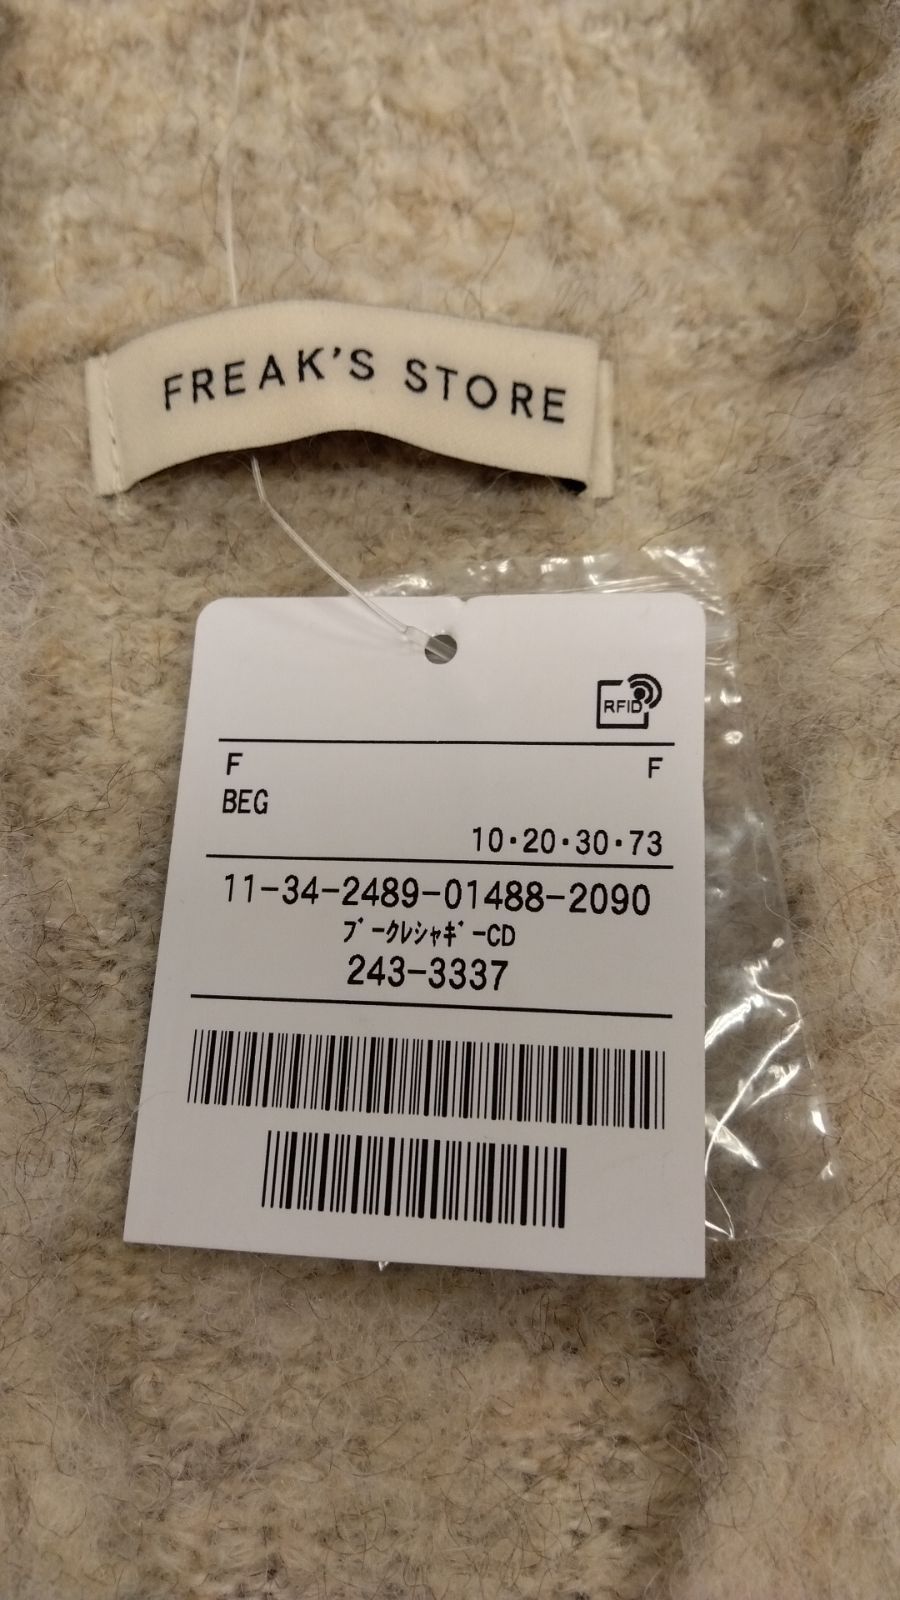 FREAK'S STORE
RFID
F F
BEG
10・20・30・73
11-34-2489-01488-2090
ﾌﾞｰｸﾚｼｬｷﾞｰCD
243-3337